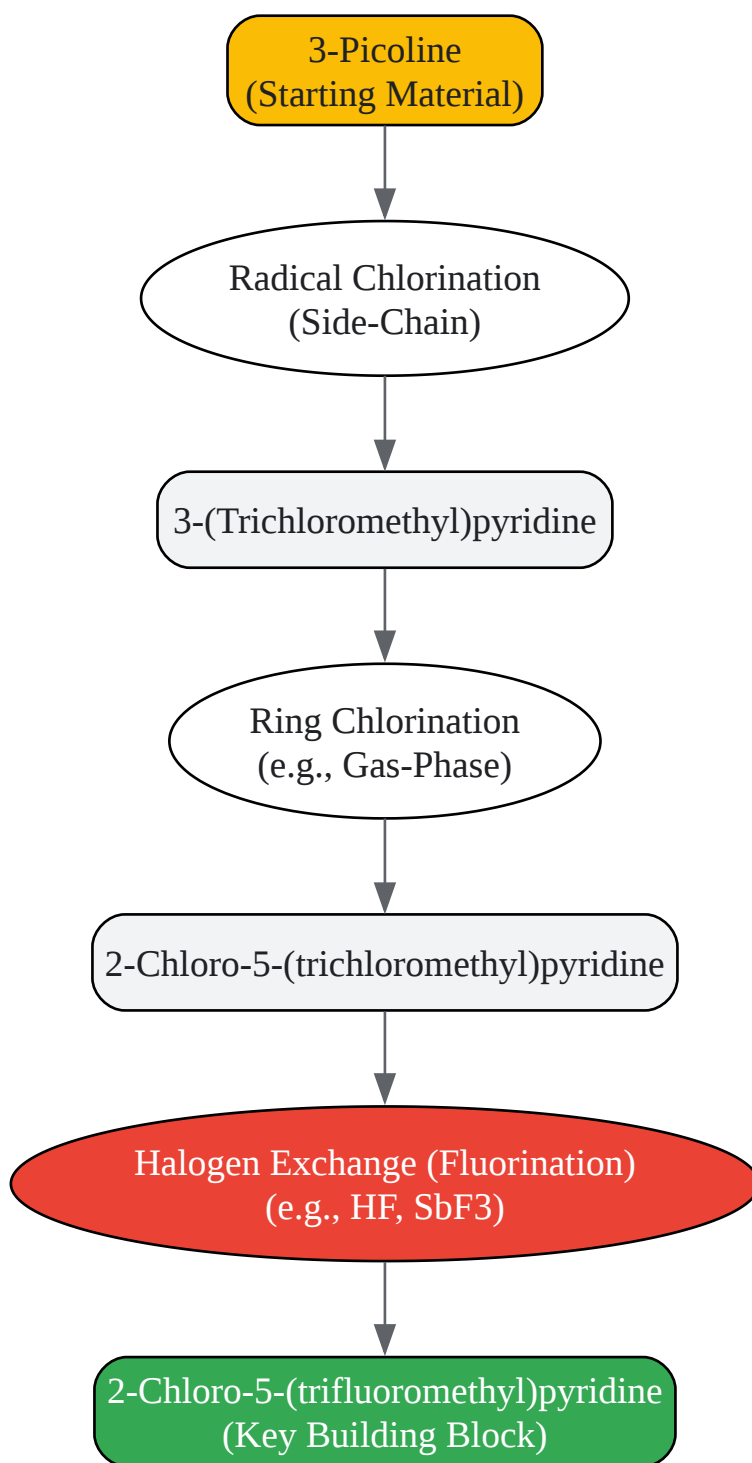 3-Picoline
(Starting Material)
Radical Chlorination
(Side-Chain)
3-(Trichloromethyl)pyridine
Ring Chlorination
(e.g., Gas-Phase)
2-Chloro-5-(trichloromethyl)pyridine
Halogen Exchange (Fluorination)
(e.g., HF, SbF3)
2-Chloro-5-(trifluoromethyl)pyridine
(Key Building Block)